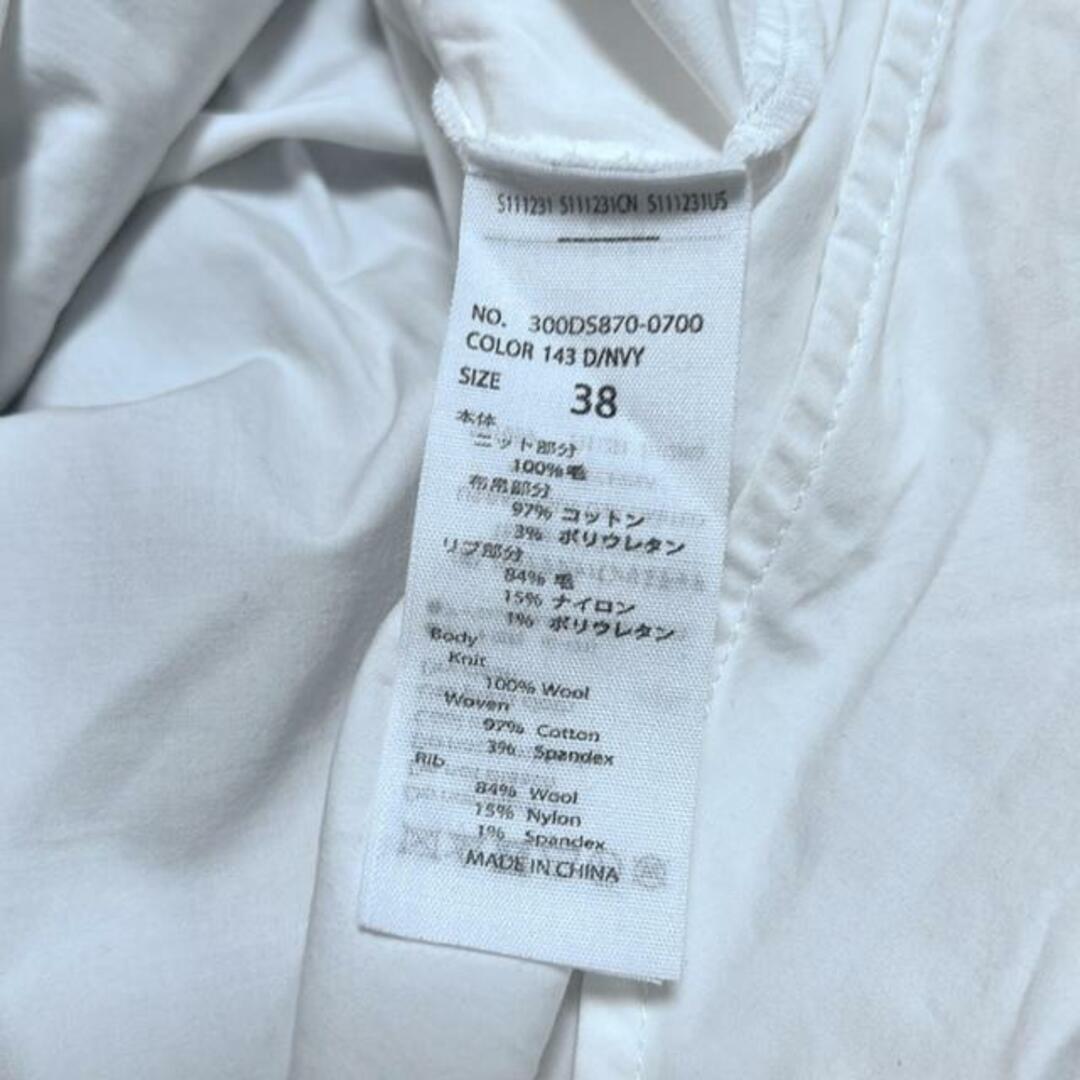 S111231 S111231CN S111231US
NO. 300DS870-0700
COLOR 143 D/NVY
SIZE 38
本体
ニット部分
100% 毛
布帛部分
97% コットン
3% ポリウレタン
リブ部分
84% 毛
15% ナイロン
1% ポリウレタン
Body
Knit
100% Wool
Woven
97% Cotton
3% Spandex
Rib
84% Wool
15% Nylon
1% Spandex
MADE IN CHINA